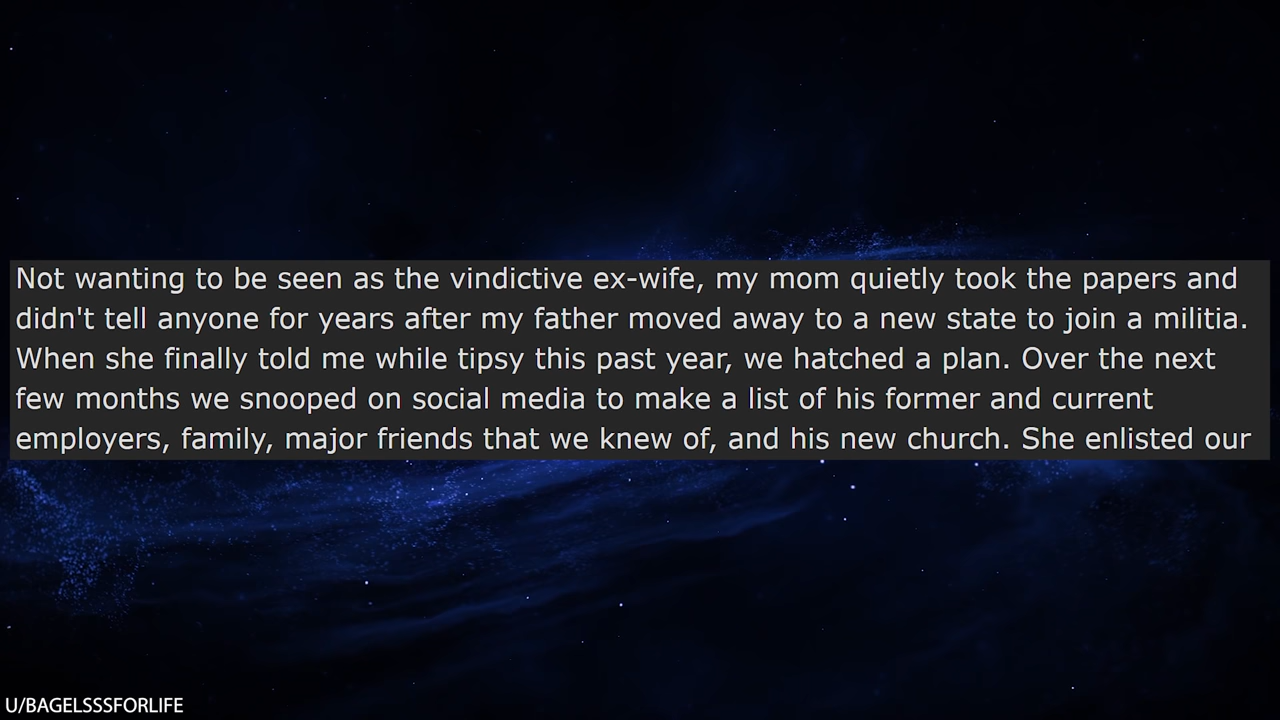 Not wanting to be seen as the vindictive ex-wife, my mom quietly took the papers and
didn't tell anyone for years after my father moved away to a new state to join a militia.
When she finally told me while tipsy this past year, we hatched a plan. Over the next
few months we snooped on social media to make a list of his former and current
employers, family, major friends that we knew of, and his new church. She enlisted our
U/BAGELSSSFORLIFE